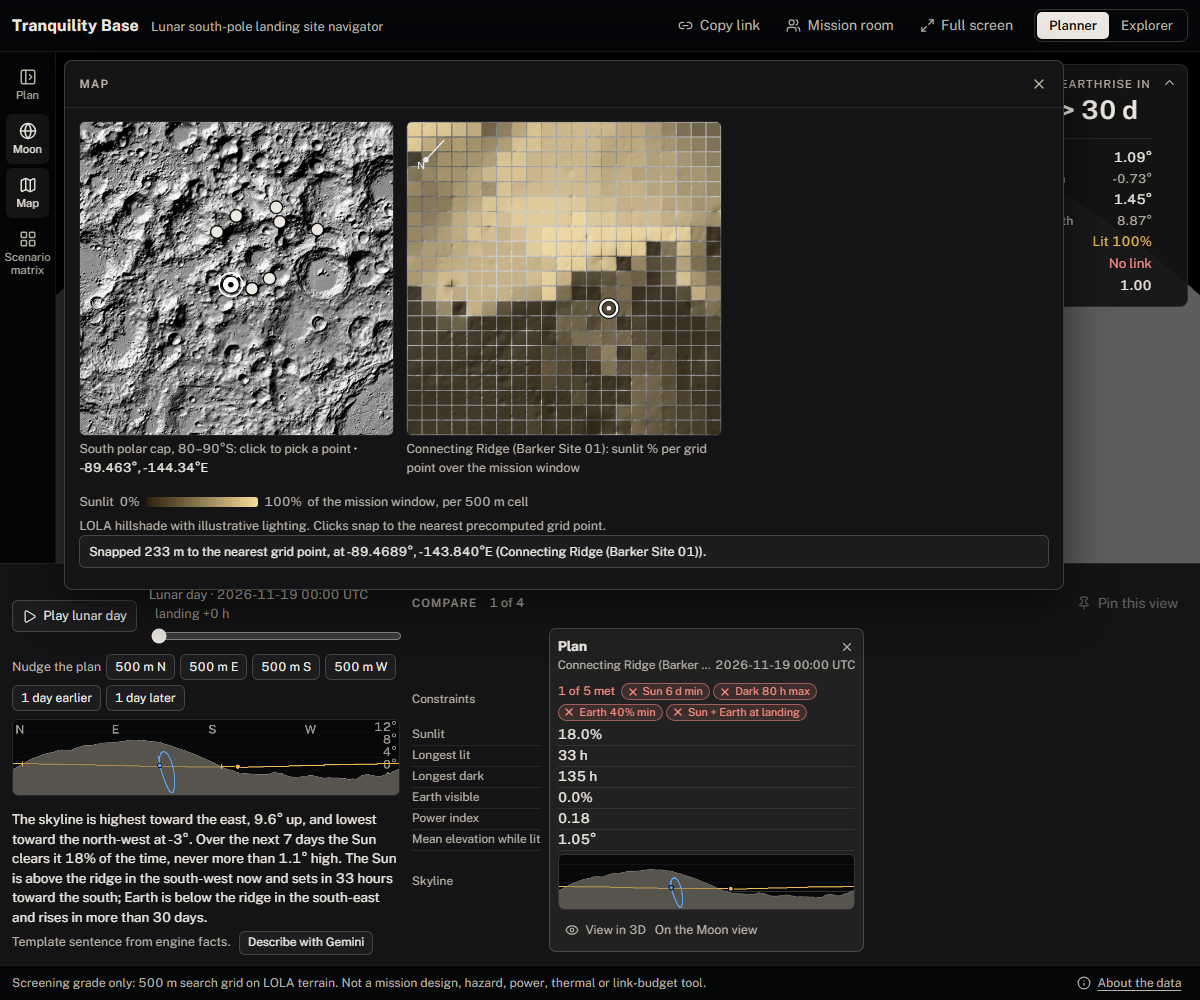 Tranquility Base Lunar south-pole landing site navigator Copy link Mission room Full screen Planner Explorer
Plan
Moon
Map
Scenario matrix
MAP
N
South polar cap, 80–90°S: click to pick a point ·
-89.463°, -144.34°E
Connecting Ridge (Barker Site 01): sunlit % per grid
point over the mission window
Sunlit 0% 100% of the mission window, per 500 m cell
LOLA hillshade with illustrative lighting. Clicks snap to the nearest precomputed grid point.
Snapped 233 m to the nearest grid point, at -89.4689°, -143.840°E (Connecting Ridge (Barker Site 01)).
EARTHRISE IN
> 30 d
1.09°
-0.73°
1.45°
8.87°
Lit 100%
No link
1.00
Play lunar day
Lunar day · 2026-11-19 00:00 UTC
landing +0 h
Nudge the plan 500 m N 500 m E 500 m S 500 m W
1 day earlier 1 day later
N E S W 12°
8°
4°
0°
The skyline is highest toward the east, 9.6° up, and lowest
toward the north-west at -3°. Over the next 7 days the Sun
clears it 18% of the time, never more than 1.1° high. The Sun
is above the ridge in the south-west now and sets in 33 hours
toward the south; Earth is below the ridge in the south-east
and rises in more than 30 days.
Template sentence from engine facts. Describe with Gemini
COMPARE 1 of 4
Pin this view
Plan
Connecting Ridge (Barker ... 2026-11-19 00:00 UTC
Constraints 1 of 5 met Sun 6 d min Dark 80 h max
Earth 40% min Sun + Earth at landing
Sunlit 18.0%
Longest lit 33 h
Longest dark 135 h
Earth visible 0.0%
Power index 0.18
Mean elevation while lit 1.05°
Skyline
View in 3D On the Moon view
Screening grade only: 500 m search grid on LOLA terrain. Not a mission design, hazard, power, thermal or link-budget tool.
About the data